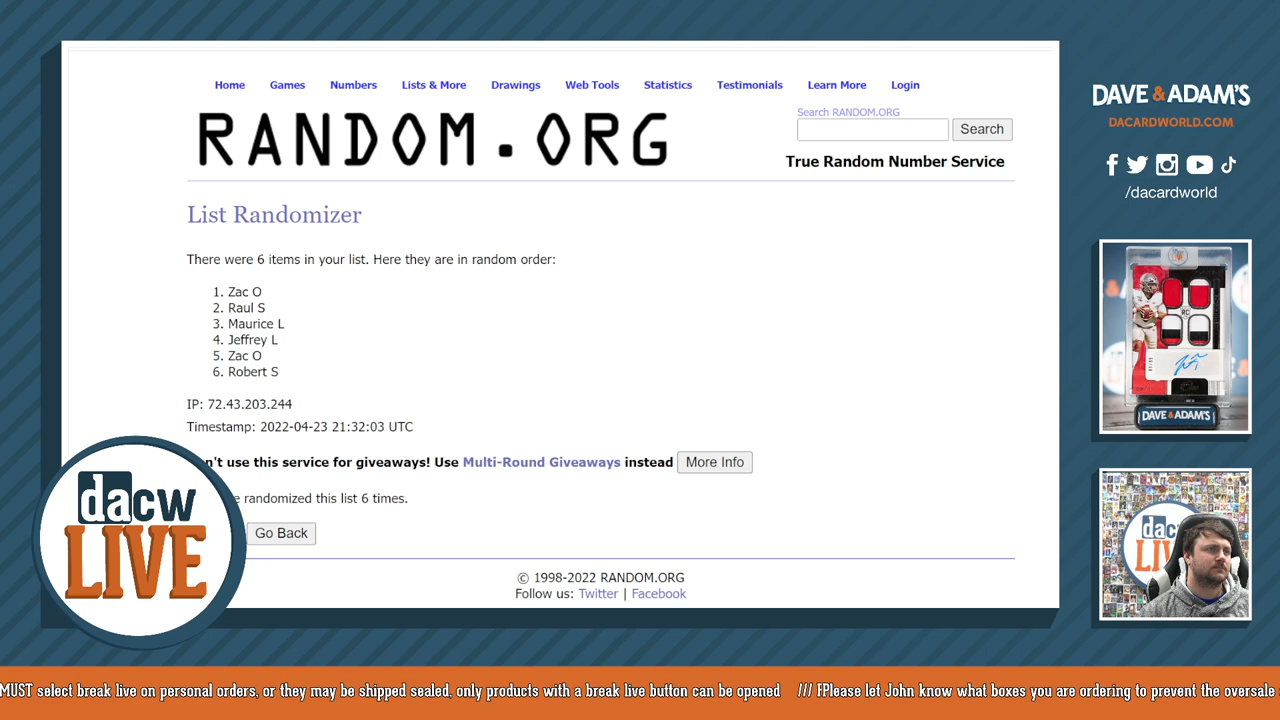 Home Games Numbers Lists & More Drawings Web Tools Statistics Testimonials Learn More Login
RANDOM.ORG
Search RANDOM.ORG
Search
True Random Number Service
List Randomizer
There were 6 items in your list. Here they are in random order:
1. Zac O
2. Raul S
3. Maurice L
4. Jeffrey L
5. Zac O
6. Robert S
IP: 72.43.203.244
Timestamp: 2022-04-23 21:32:03 UTC
use this service for giveaways! Use Multi-Round Giveaways instead More Info
randomized this list 6 times.
Go Back
© 1998-2022 RANDOM.ORG
Follow us: Twitter | Facebook
dacw
LIVE
DAVE & ADAM'S
DACARDWORLD.COM
/dacardworld
RC
DAVE & ADAM'S
dacw
MUST select break live on personal orders, or they may be shipped sealed, only products with a break live button can be opened /// FPlease let John know what boxes you are ordering to prevent the oversale